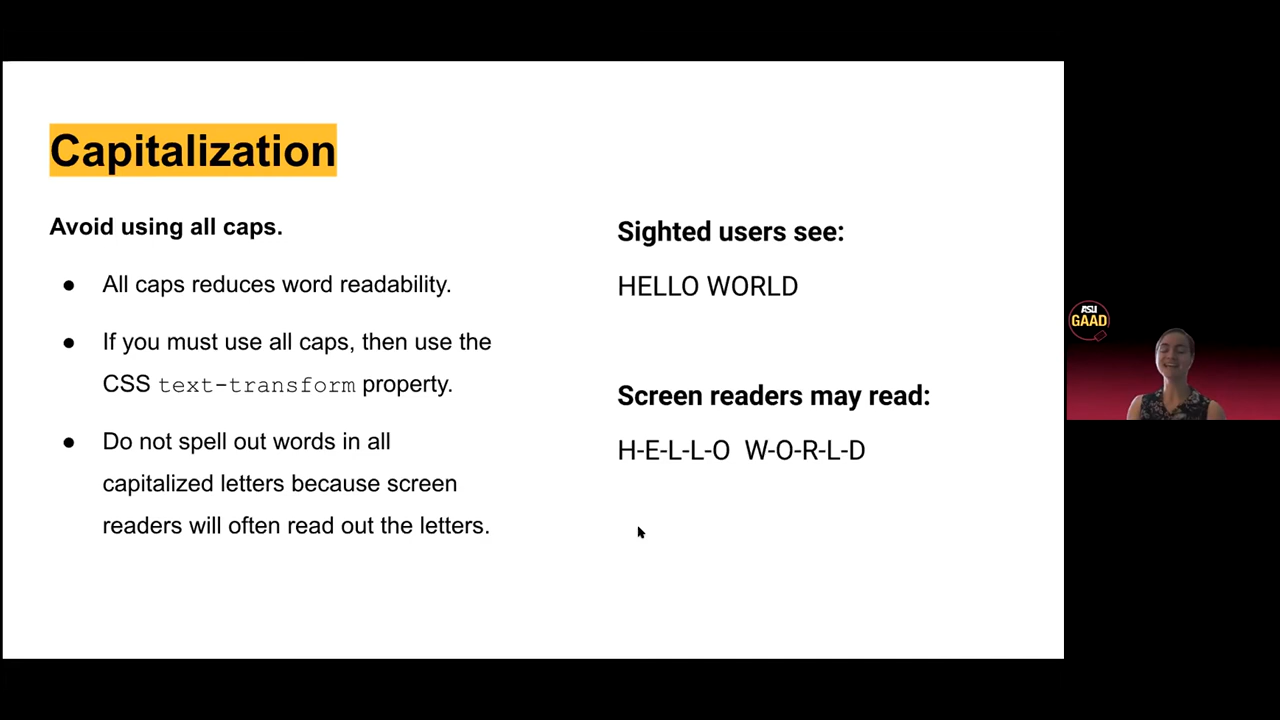 Capitalization
Avoid using all caps.
● All caps reduces word readability.
● If you must use all caps, then use the
CSS text-transform property.
● Do not spell out words in all
capitalized letters because screen
readers will often read out the letters.
Sighted users see:
HELLO WORLD
Screen readers may read:
H-E-L-L-O W-O-R-L-D
ASU
GAAD